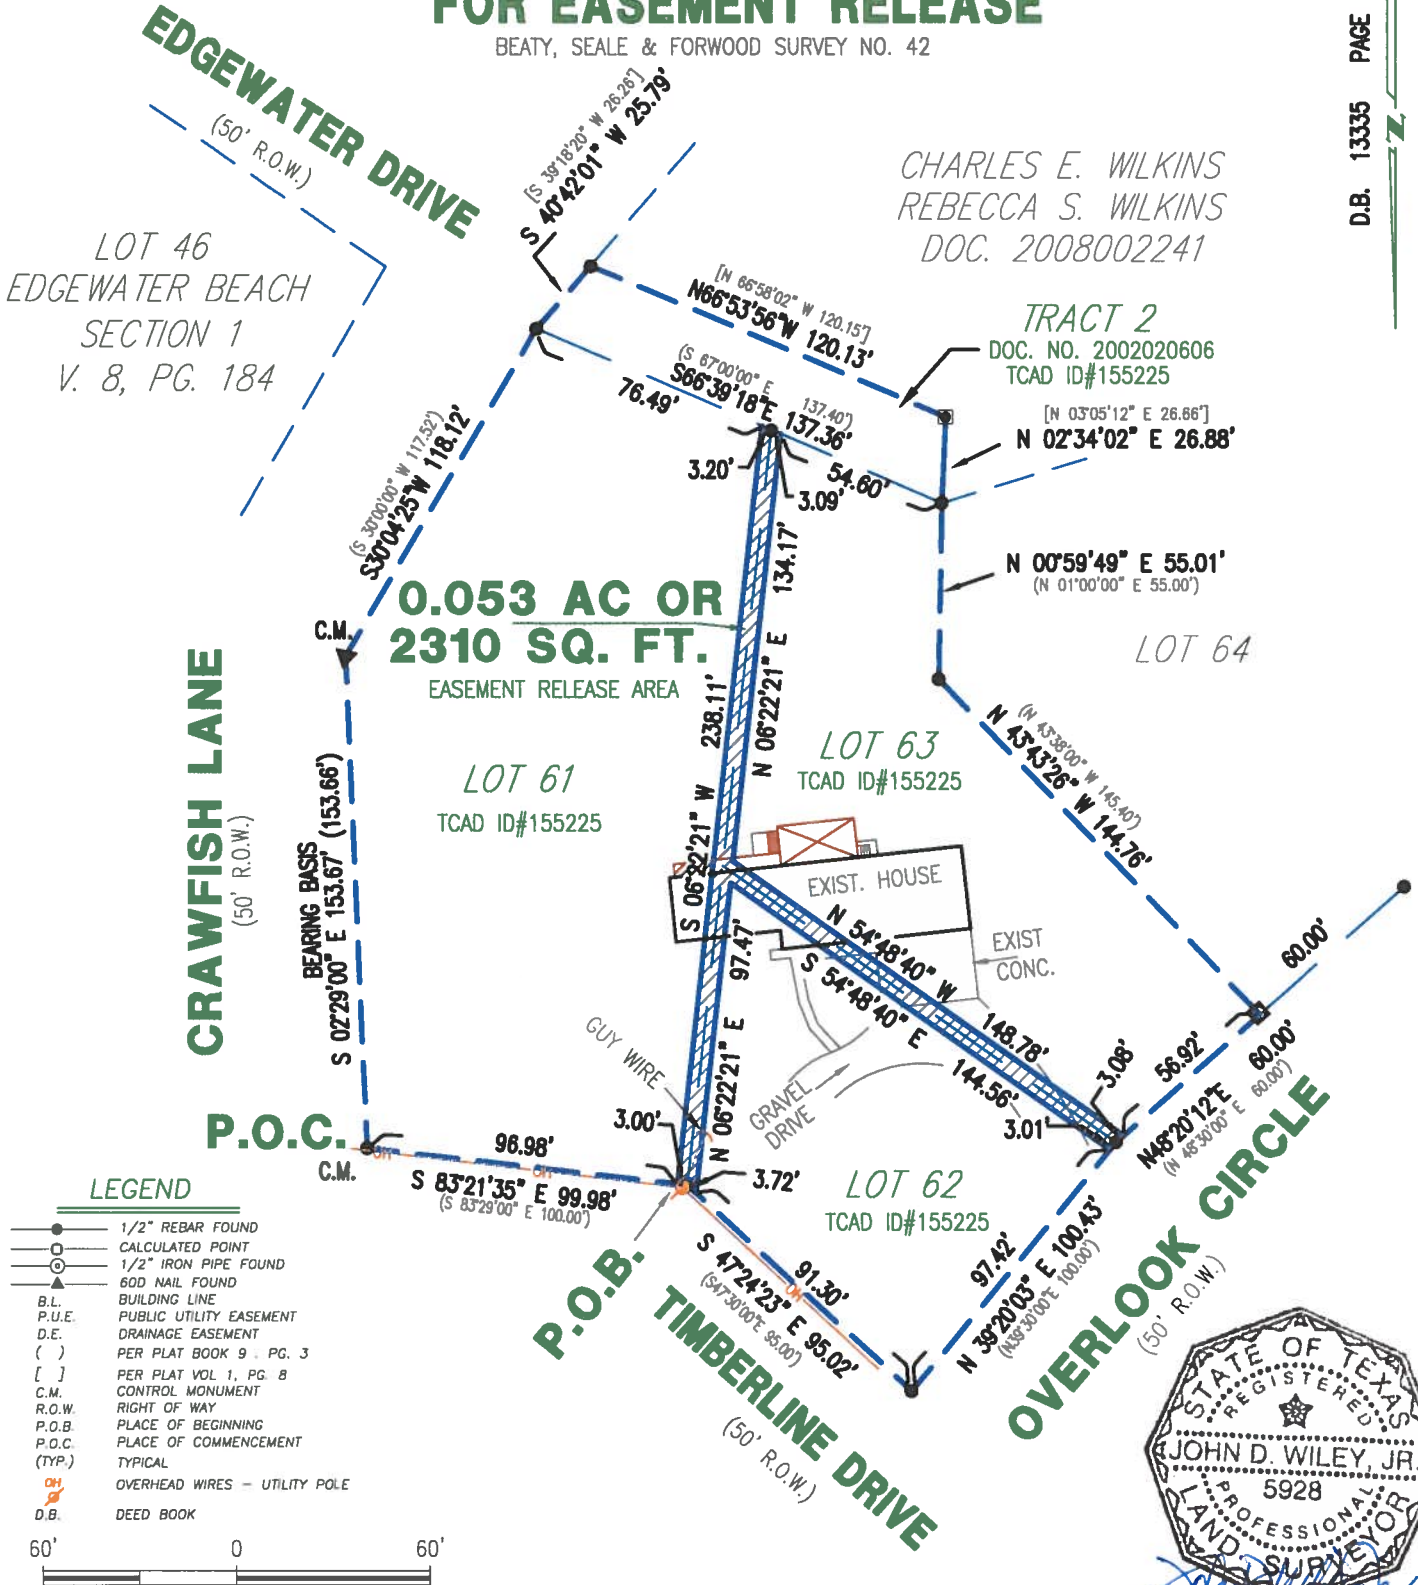 FOR EASEMENT RELEASE
BEATY, SEALE & FORWOOD SURVEY NO. 42
D.B. 13335 PAGE
N
EDGEWATER DRIVE
(50' R.O.W.)
[S 39°18'20" W 26.26']
S 40°42'01" W 25.79'
CHARLES E. WILKINS
REBECCA S. WILKINS
DOC. 2008002241
LOT 46
EDGEWATER BEACH
SECTION 1
V. 8, PG. 184
[N 66°58'02" W 120.15']
N66°53'56"W 120.13'
TRACT 2
DOC. NO. 2002020606
TCAD ID#155225
(S 67°00'00" E 137.40')
S66°39'18"E 137.36'
76.49'
[N 03°05'12" E 26.66']
N 02°34'02" E 26.88'
3.20'
3.09'
54.60'
(S 30°00'00" W 117.52')
S30°04'25"W 118.12'
134.17'
N 06°22'21" E
N 00°59'49" E 55.01'
(N 01°00'00" E 55.00')
0.053 AC OR
2310 SQ. FT.
EASEMENT RELEASE AREA
C.M.
LOT 64
CRAWFISH LANE
(50' R.O.W.)
238.11'
S 06°22'21" W
(N 43°38'00" W 145.40')
N 43°43'26" W 144.76'
LOT 61
TCAD ID#155225
LOT 63
TCAD ID#155225
BEARING BASIS
S 02°29'00" E 153.67' (153.66')
EXIST. HOUSE
EXIST
CONC.
N 54°48'40" W
148.78'
S 54°48'40" E
144.56'
97.47'
N 06°22'21" E
60.00'
GUY WIRE
GRAVEL
DRIVE
3.08'
3.01'
56.92'
60.00'
N48°20'12"E
(N 48°30'00" E 60.00')
P.O.C.
C.M.
OH
96.98'
OH
S 83°21'35" E 99.98'
(S 83°29'00" E 100.00')
3.00'
3.72'
LOT 62
TCAD ID#155225
P.O.B.
S 47°24'23" E 95.02'
(S47°30'00"E 95.00')
91.30'
OH
97.42'
N 39°20'03" E 100.43'
(N39°30'00"E 100.00')
OVERLOOK CIRCLE
(50' R.O.W.)
TIMBERLINE DRIVE
(50' R.O.W.)
LEGEND
1/2" REBAR FOUND
CALCULATED POINT
1/2" IRON PIPE FOUND
60D NAIL FOUND
B.L. BUILDING LINE
P.U.E. PUBLIC UTILITY EASEMENT
D.E. DRAINAGE EASEMENT
( ) PER PLAT BOOK 9 PG. 3
[ ] PER PLAT VOL 1, PG. 8
C.M. CONTROL MONUMENT
R.O.W. RIGHT OF WAY
P.O.B. PLACE OF BEGINNING
P.O.C. PLACE OF COMMENCEMENT
(TYP.) TYPICAL
OH OVERHEAD WIRES - UTILITY POLE
D.B. DEED BOOK
60' 0 60'
STATE OF TEXAS
REGISTERED
JOHN D. WILEY, JR.
5928
PROFESSIONAL
LAND SURVEYOR